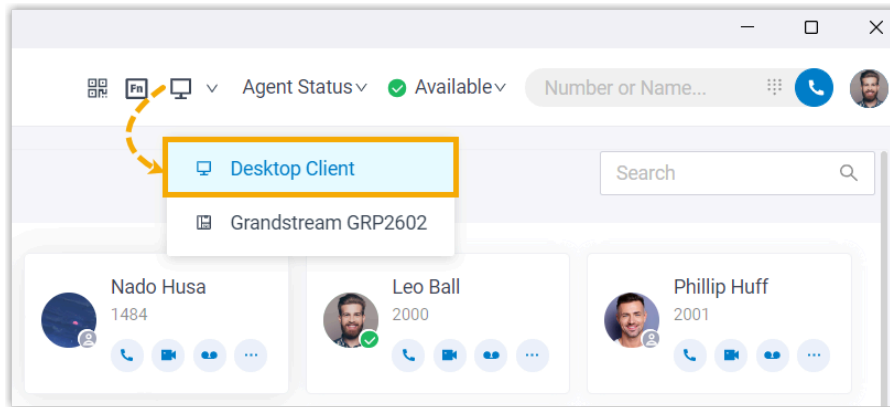 Fn Agent Status Available Number or Name...
Desktop Client
Search
Grandstream GRP2602
Nado Husa
1484
Leo Ball
2000
Phillip Huff
2001